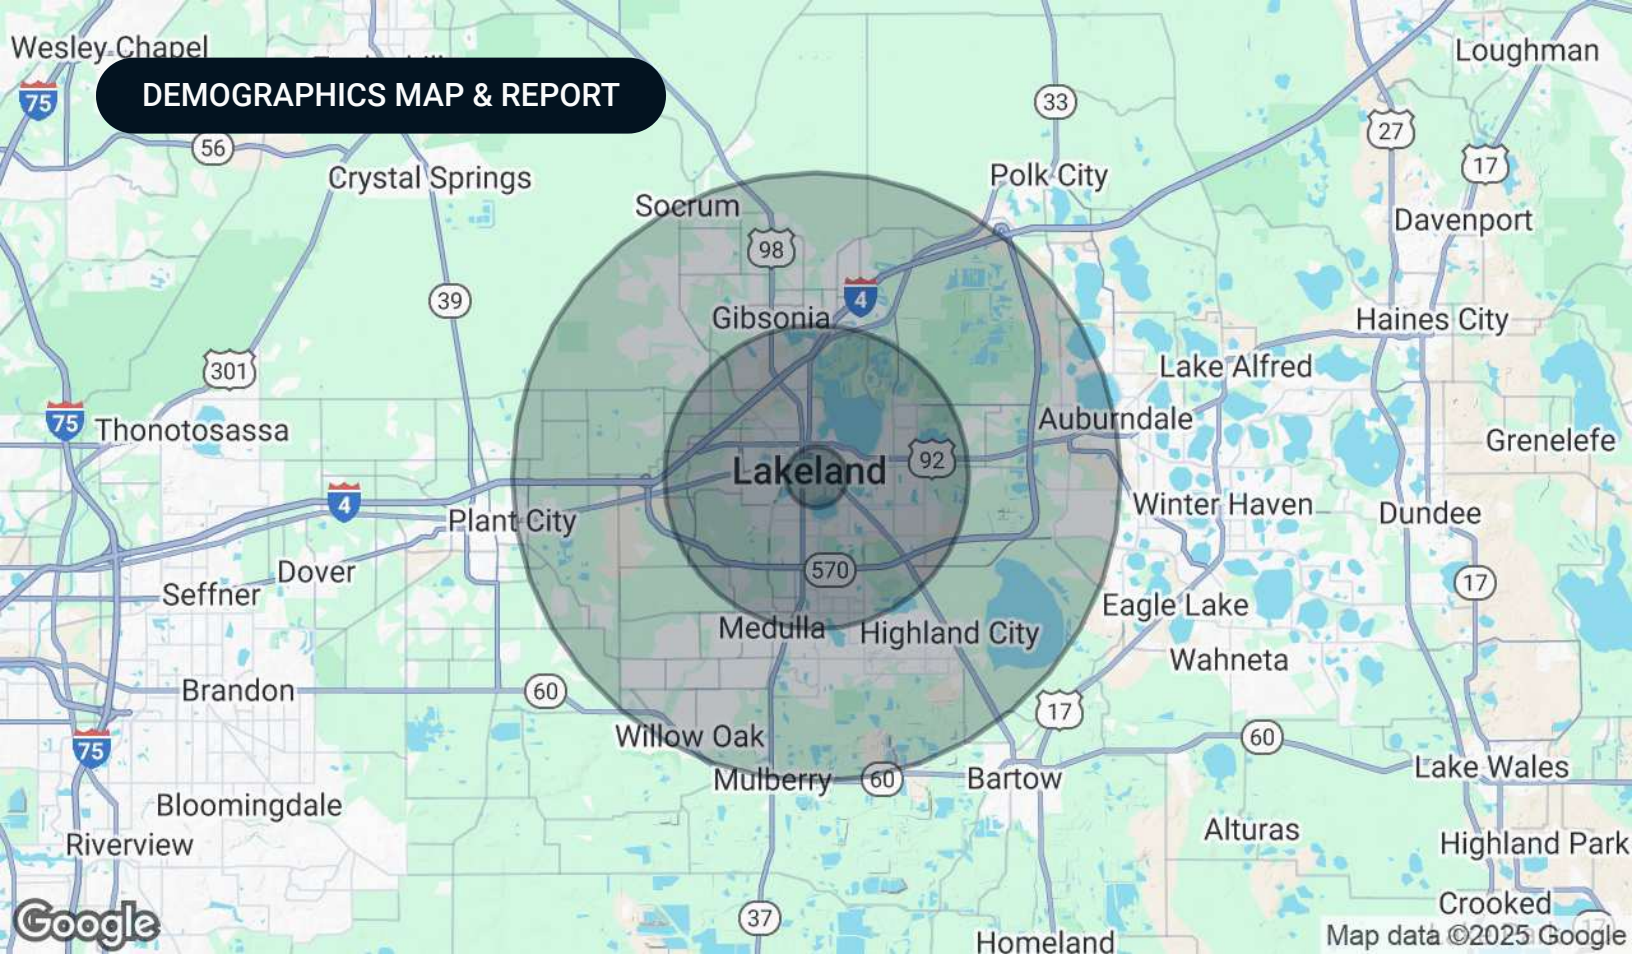 Wesley Chapel
Loughman
75
DEMOGRAPHICS MAP & REPORT
33
27
56
17
Crystal Springs
Polk City
Socrum
Davenport
98
39
4
Gibsonia
Haines City
301
Lake Alfred
75
Thonotosassa
Auburndale
Grenelefe
Lakeland
92
4
Winter Haven
Dundee
Plant City
Dover
570
17
Seffner
Eagle Lake
Medulla
Highland City
Wahneta
Brandon
60
17
Willow Oak
60
75
Mulberry
60
Bartow
Lake Wales
Bloomingdale
Alturas
Riverview
Highland Park
Crooked
37
Google
Homeland
Map data ©2025 Google